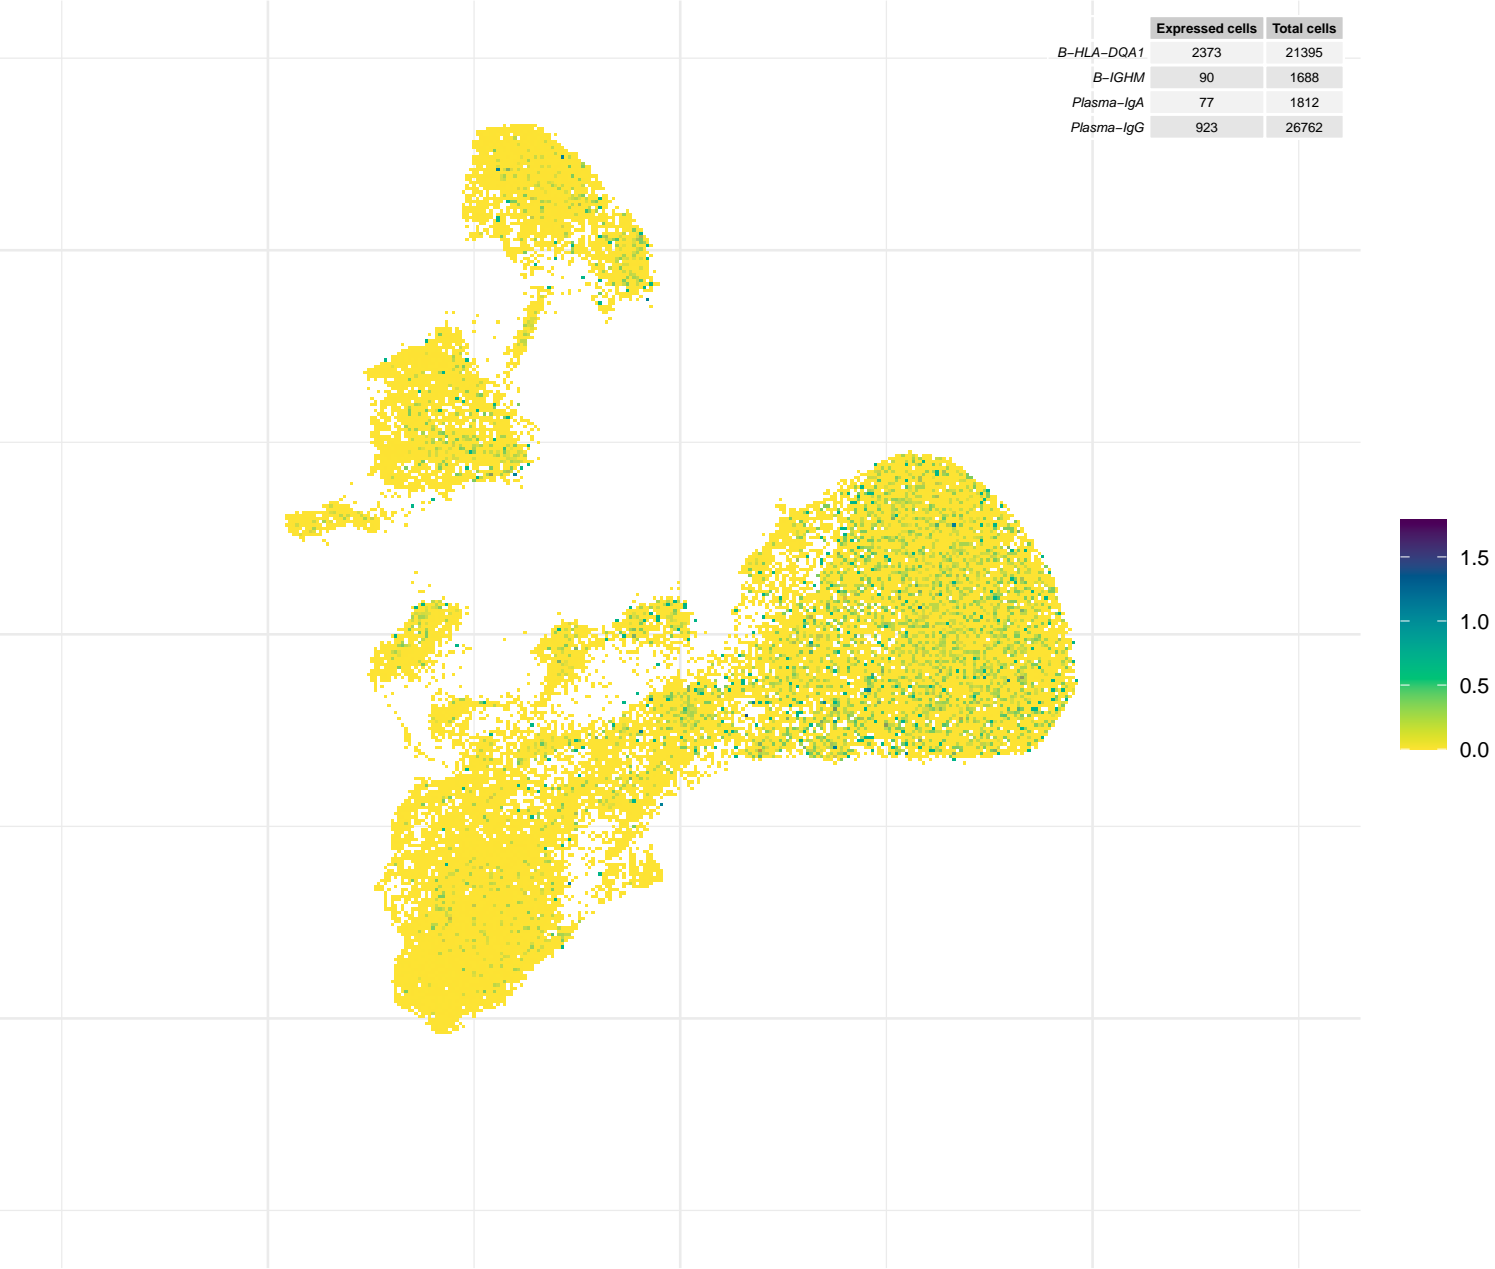 Expressed cells Total cells
B−HLA−DQA1 2373 21395
B−IGHM 90 1688
Plasma−IgA 77 1812
Plasma−IgG 923 26762
1.5
1.0
0.5
0.0